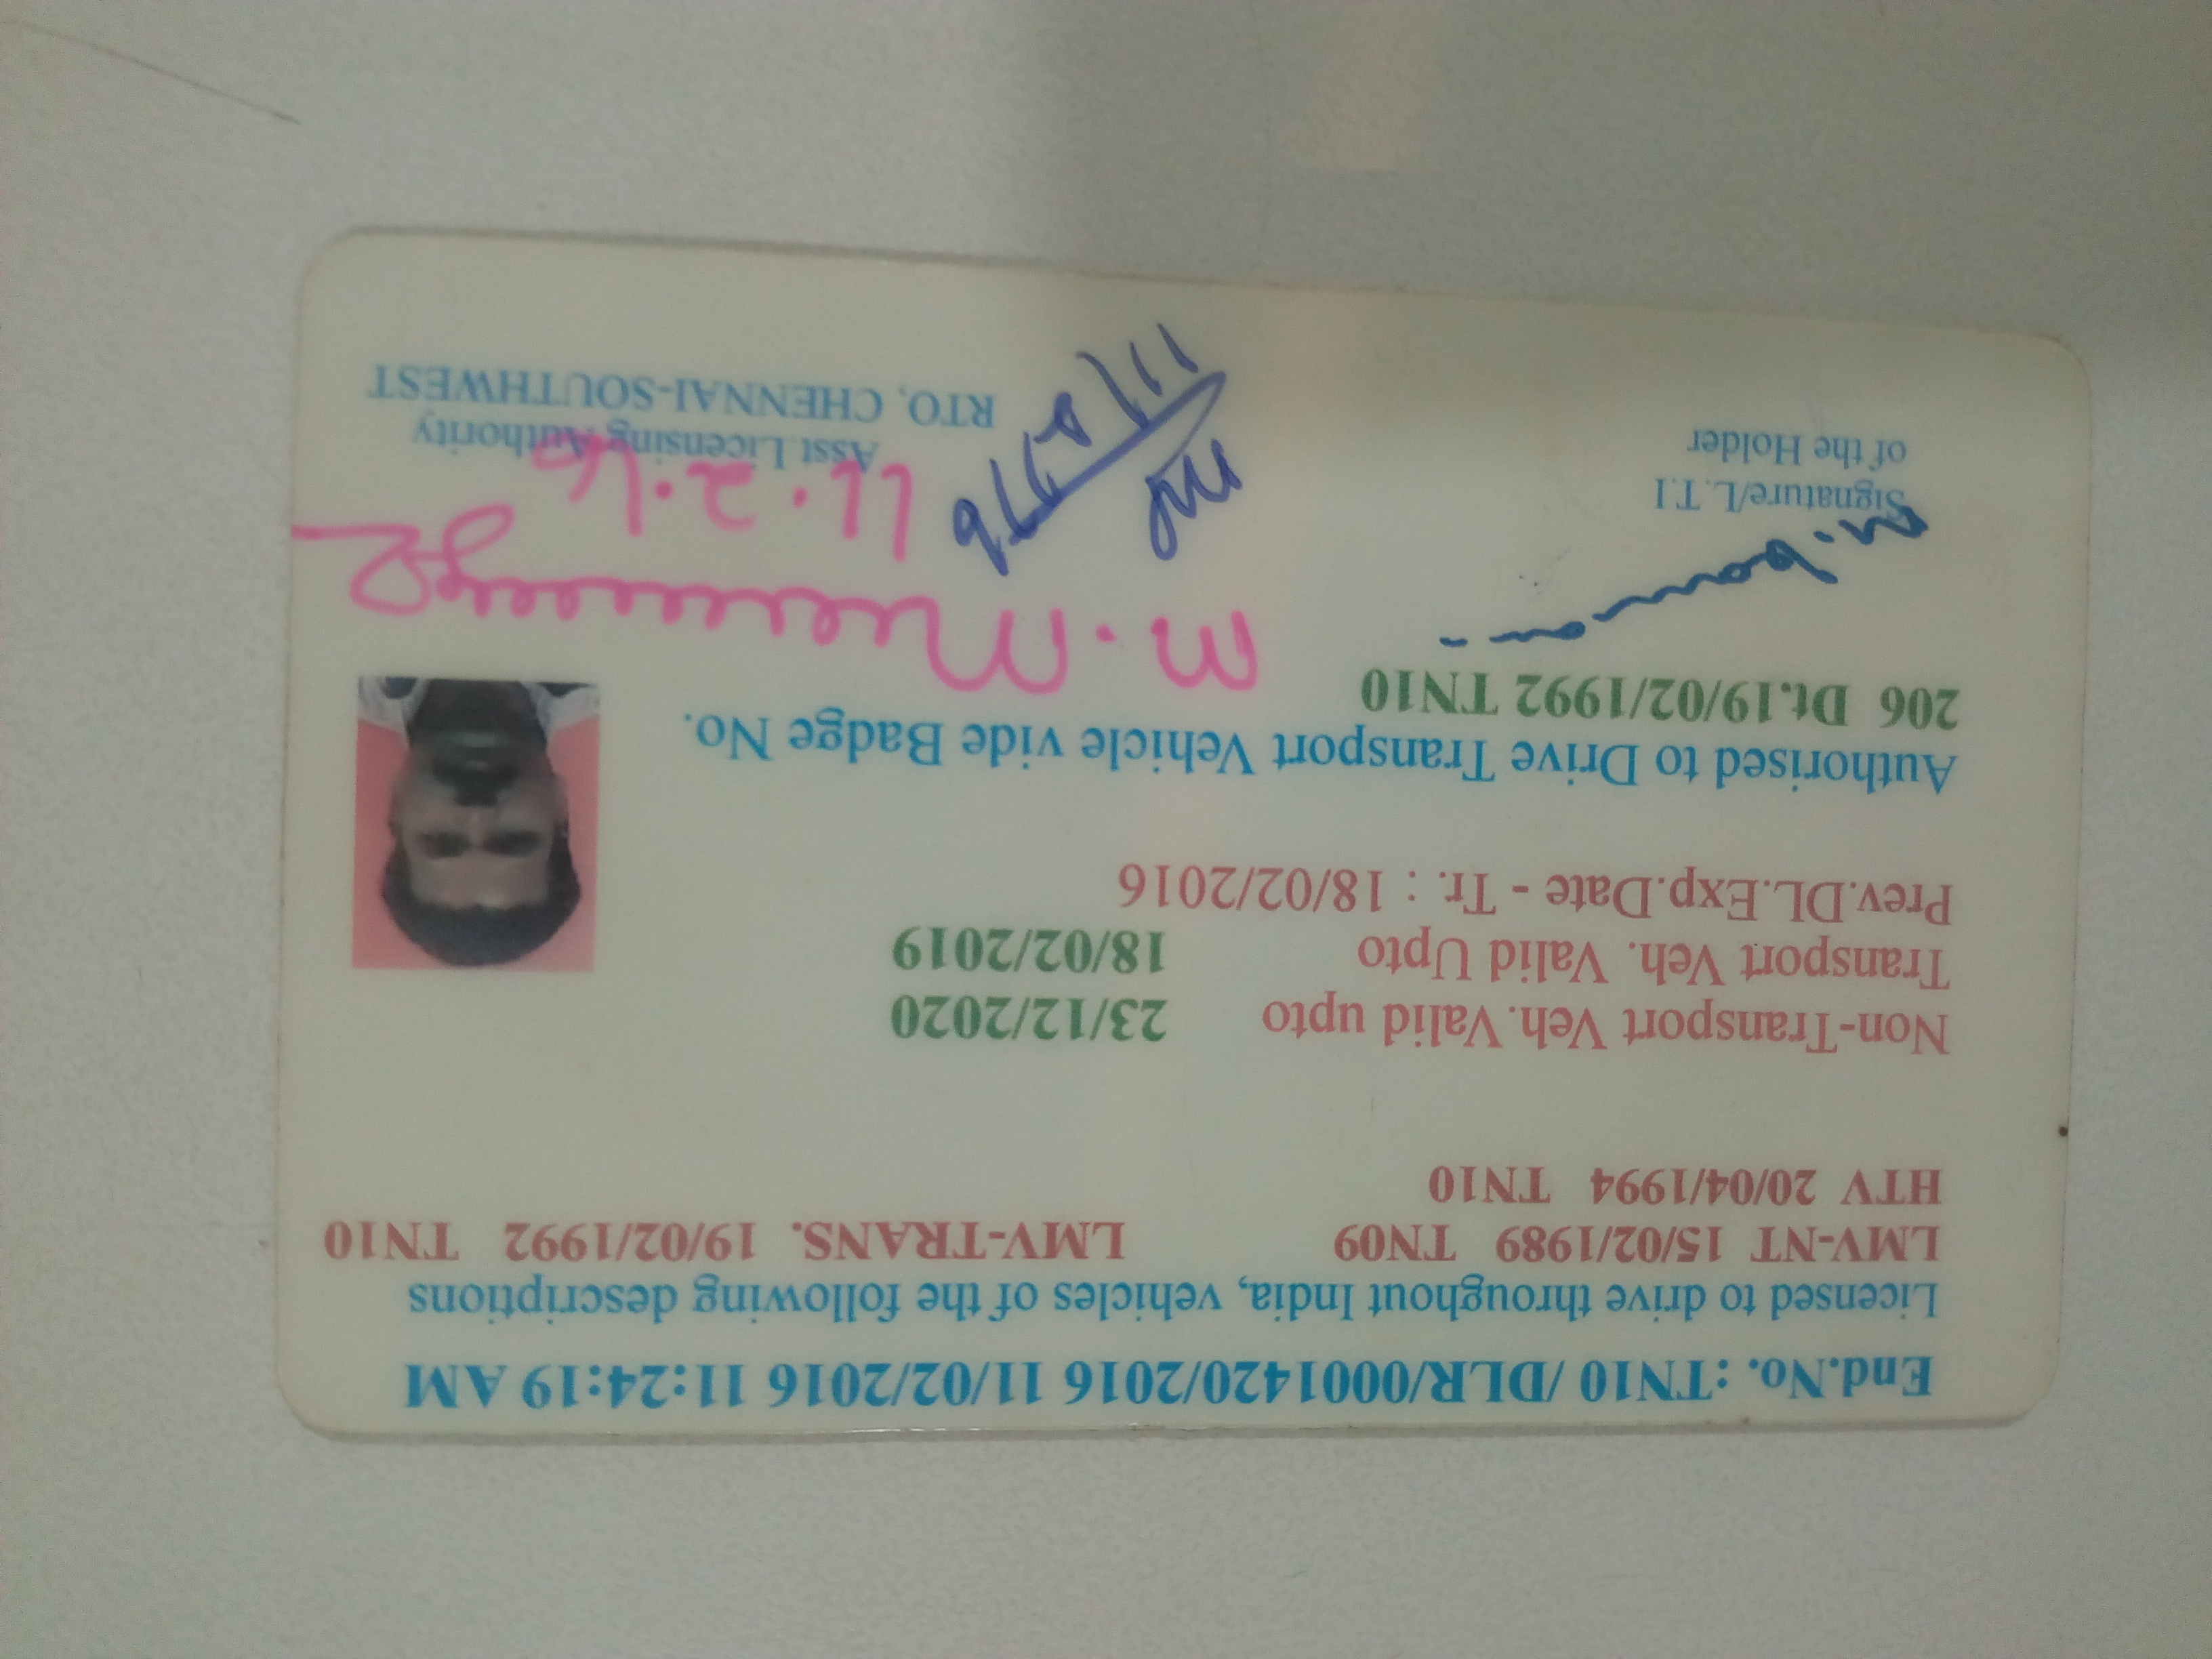 End.No. :TN10 /DLR/0001420/2016 11/02/2016 11:24:19 AM
Licensed to drive throughout India, vehicles of the following descriptions
LMV-NT 15/02/1989 TN09 LMV-TRANS. 19/02/1992 TN10
HTV 20/04/1994 TN10
Non-Transport Veh.Valid upto 23/12/2020
Transport Veh. Valid Upto 18/02/2019
Prev.DL.Exp.Date - Tr. : 18/02/2016
Authorised to Drive Transport Vehicle vide Badge No.
206 Dt.19/02/1992 TN10
11.2.16
Signature/L.T.I
of the Holder
Asst.Licensing Authority
RTO, CHENNAI-SOUTHWEST